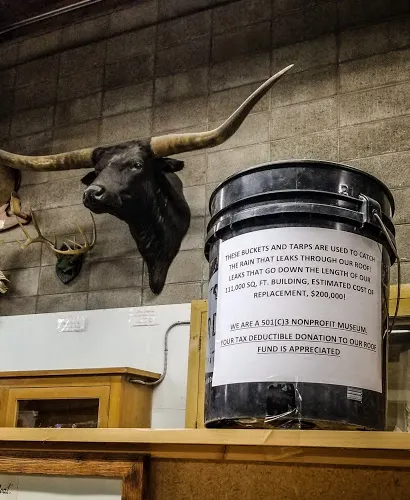 THESE BUCKETS AND TARPS ARE USED TO CATCH
THE RAIN THAT LEAKS THROUGH OUR ROOF!
LEAKS THAT GO DOWN THE LENGTH OF OUR
111,000 SQ. FT. BUILDING, ESTIMATED COST OF
REPLACEMENT, $200,000!
WE ARE A 501(C)3 NONPROFIT MUSEUM.
YOUR TAX DEDUCTIBLE DONATION TO OUR ROOF
FUND IS APPRECIATED